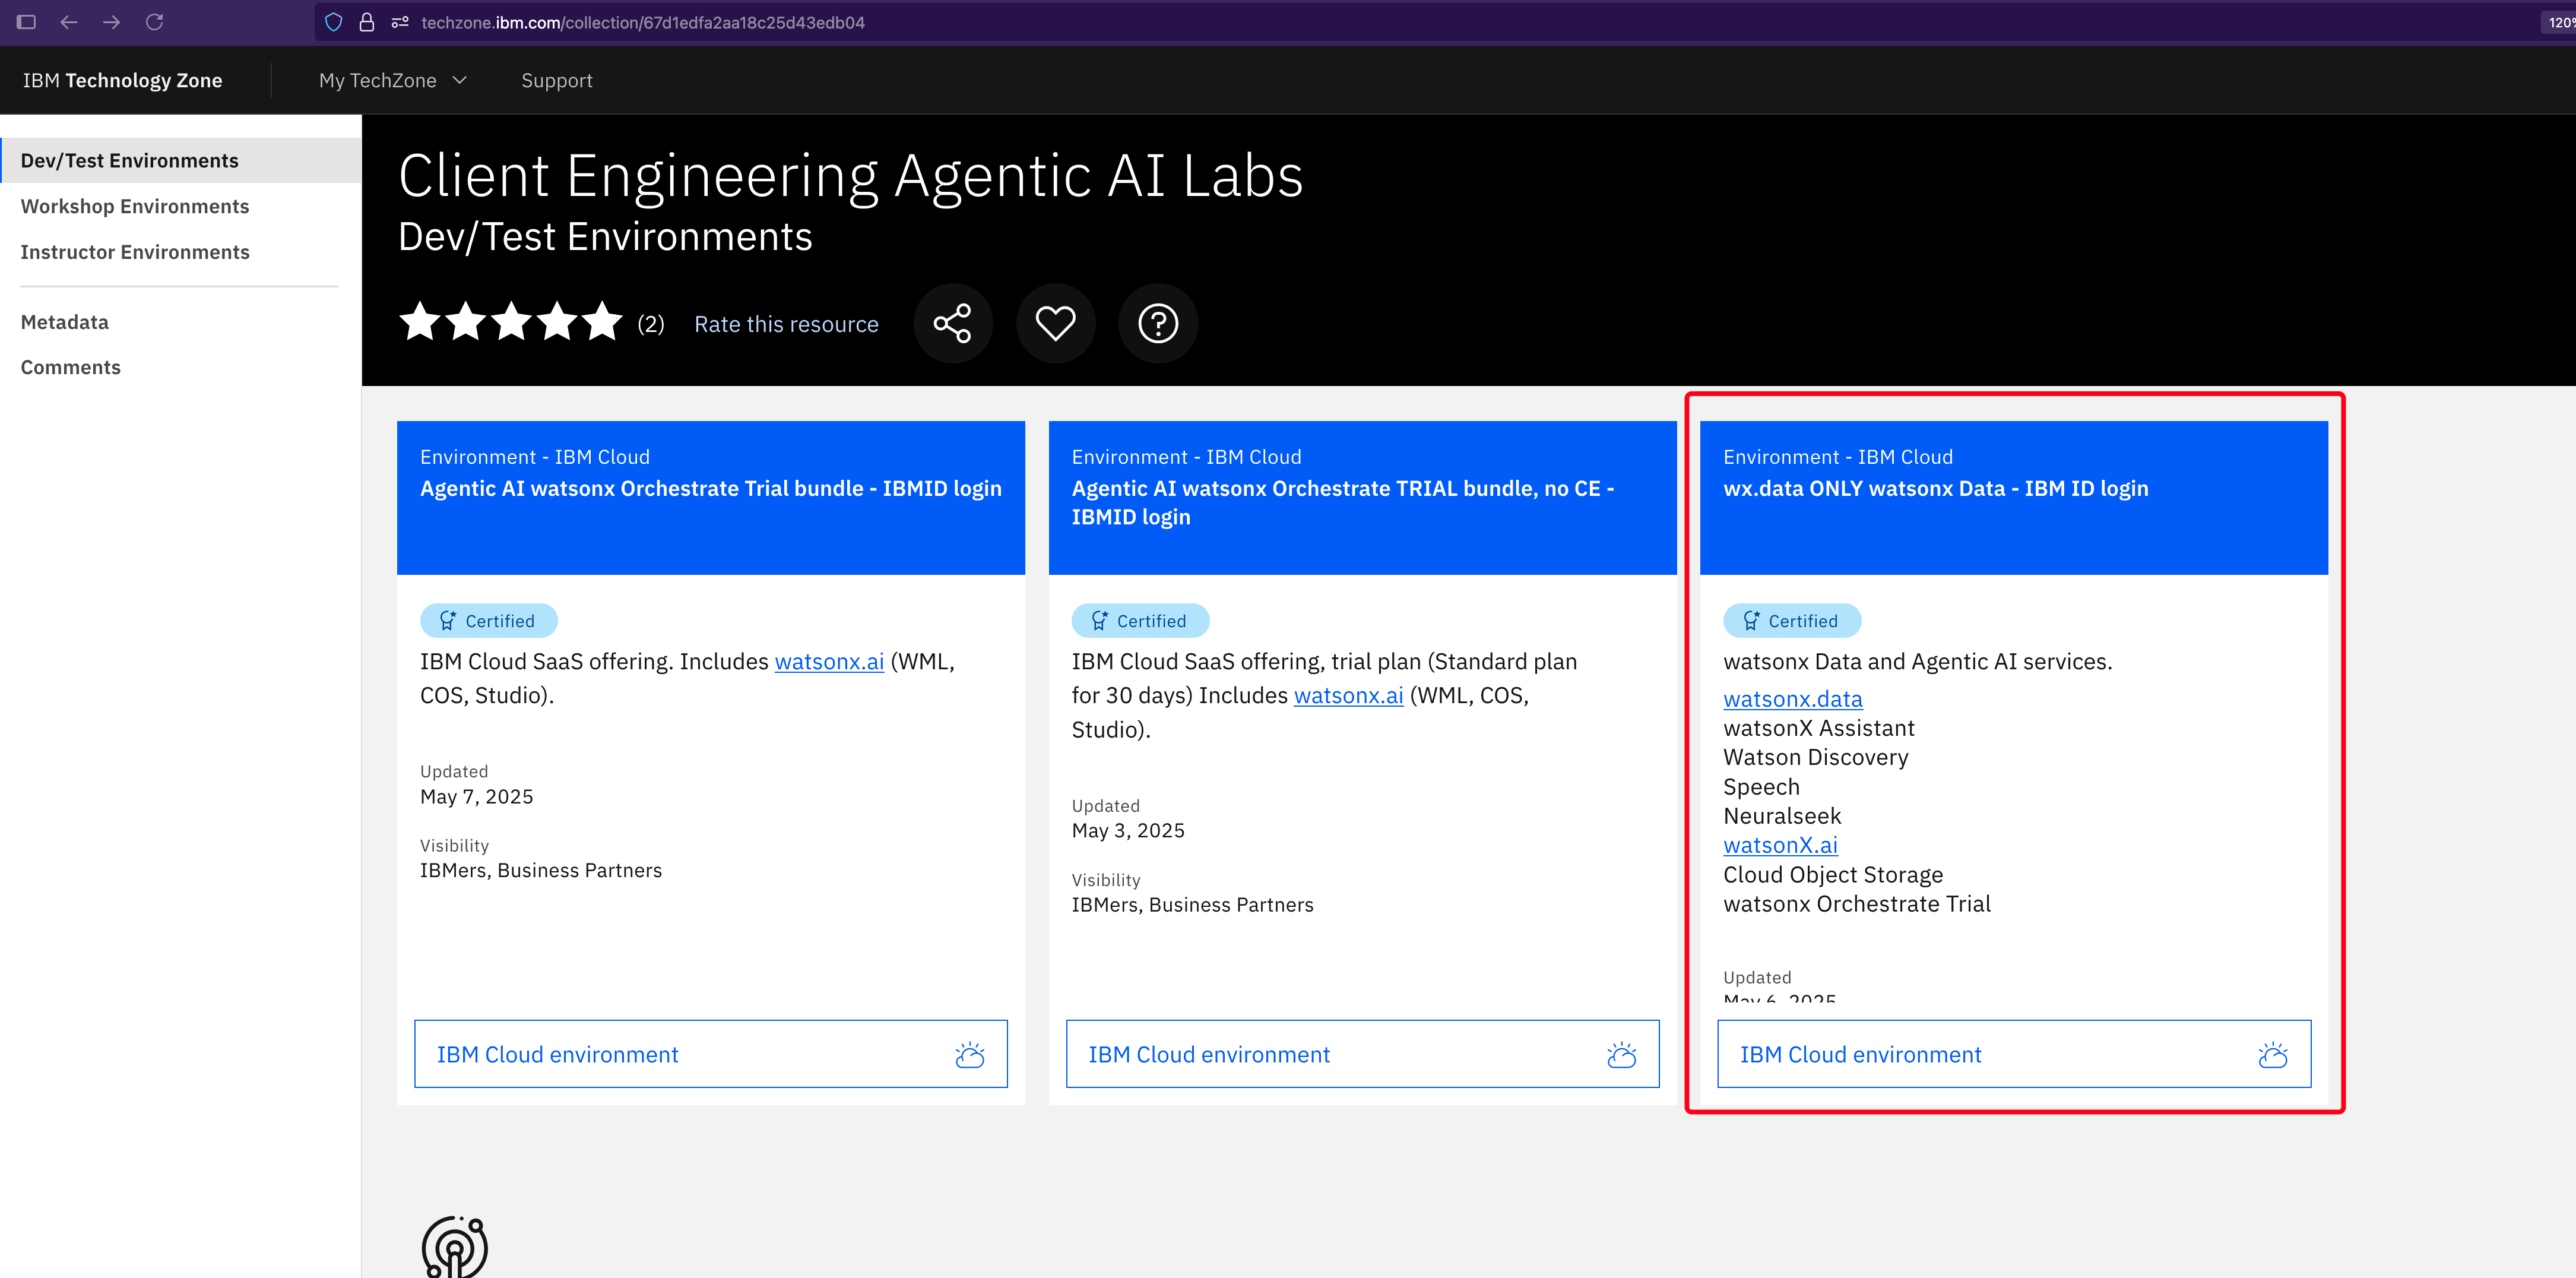 techzone.ibm.com/collection/67d1edfa2aa18c25d43edb04
120%
IBM Technology Zone
My TechZone
Support
Dev/Test Environments
Workshop Environments
Instructor Environments
Metadata
Comments
Client Engineering Agentic AI Labs
Dev/Test Environments
(2)
Rate this resource
Environment - IBM Cloud
Agentic AI watsonx Orchestrate Trial bundle - IBMID login
Certified
IBM Cloud SaaS offering. Includes watsonx.ai (WML,
COS, Studio).
Updated
May 7, 2025
Visibility
IBMers, Business Partners
IBM Cloud environment
Environment - IBM Cloud
Agentic AI watsonx Orchestrate TRIAL bundle, no CE -
IBMID login
Certified
IBM Cloud SaaS offering, trial plan (Standard plan
for 30 days) Includes watsonx.ai (WML, COS,
Studio).
Updated
May 3, 2025
Visibility
IBMers, Business Partners
IBM Cloud environment
Environment - IBM Cloud
wx.data ONLY watsonx Data - IBM ID login
Certified
watsonx Data and Agentic AI services.
watsonx.data
watsonX Assistant
Watson Discovery
Speech
Neuralseek
watsonX.ai
Cloud Object Storage
watsonx Orchestrate Trial
Updated
May 6, 2025
IBM Cloud environment